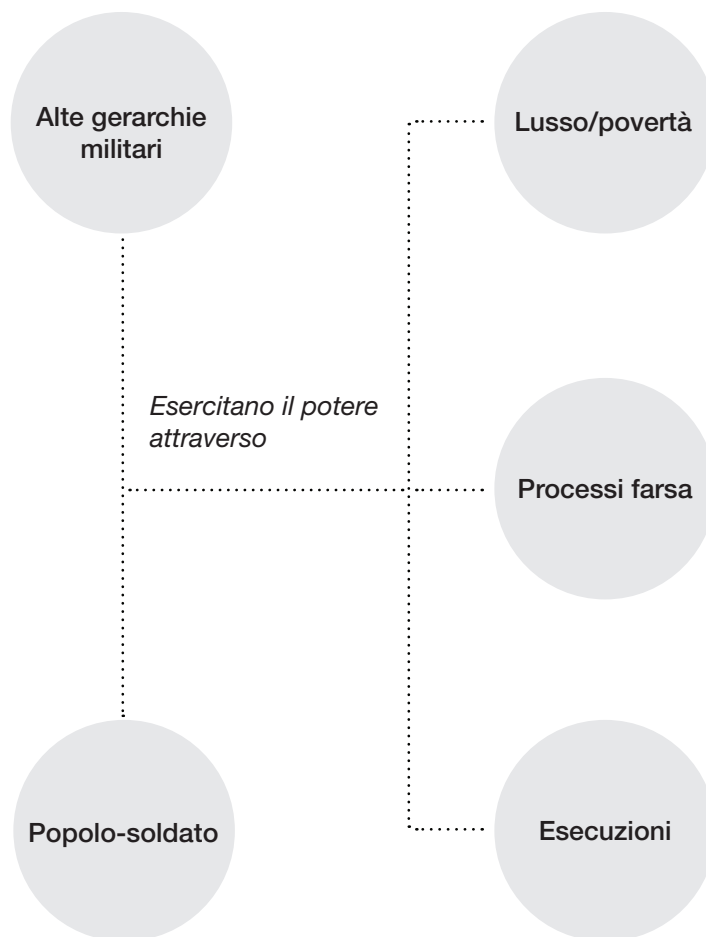 Alte gerarchie
militari
Lusso/povertà
Esercitano il potere
attraverso
Processi farsa
Popolo-soldato
Esecuzioni